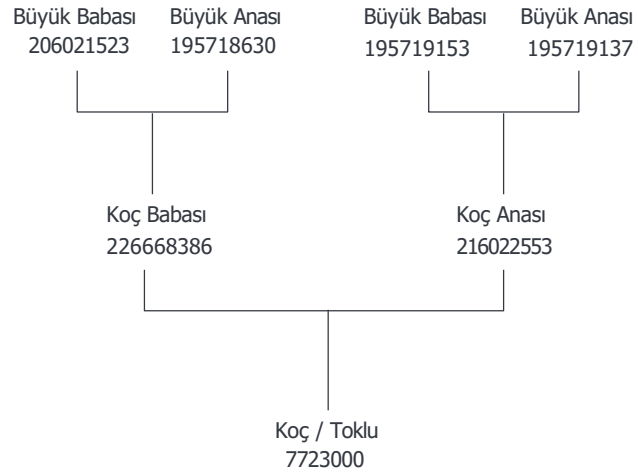 Büyük Babası Büyük Anası Büyük Babası Büyük Anası
206021523 195718630 195719153 195719137
Koç Babası Koç Anası
226668386 216022553
Koç / Toklu
7723000